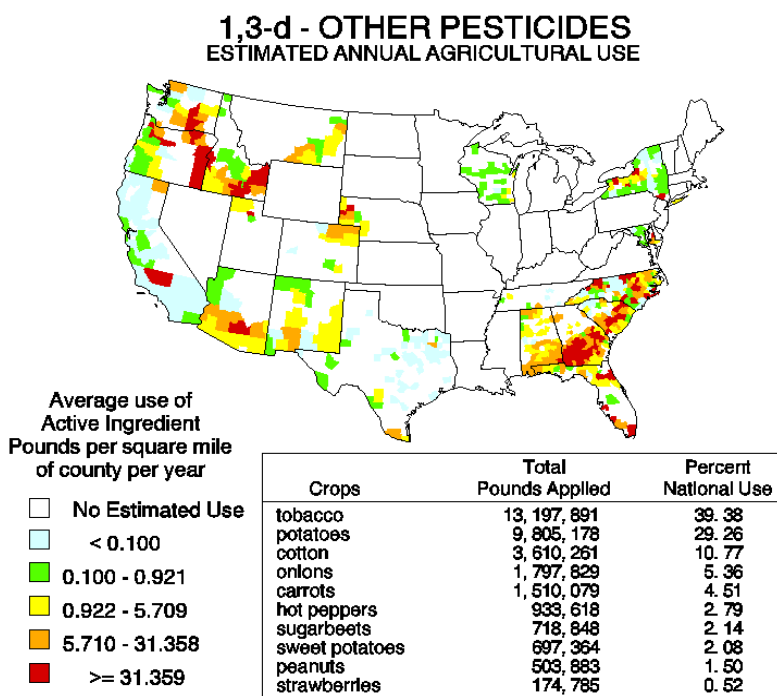 1,3-d - OTHER PESTICIDES
ESTIMATED ANNUAL AGRICULTURAL USE
Average use of
Active Ingredient
Pounds per square mile
of county per year
No Estimated Use
< 0.100
0.100 - 0.921
0.922 - 5.709
5.710 - 31.358
>= 31.359
Total Percent
Crops Pounds Applied National Use
tobacco 13, 197, 891 39. 38
potatoes 9, 805, 178 29. 26
cotton 3, 610, 261 10. 77
onions 1, 797, 829 5. 36
carrots 1, 510, 079 4. 51
hot peppers 933, 618 2. 79
sugarbeets 718, 848 2. 14
sweet potatoes 697, 364 2. 08
peanuts 503, 883 1. 50
strawberries 174, 785 0. 52